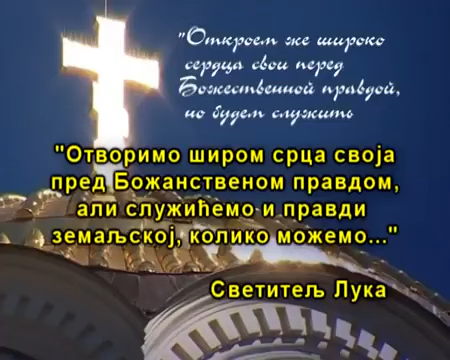 "Откроем же широко
сердца свои перед
Божественной правдой,
но будем служить
"Отворимо широм срца своја
пред Божанственом правдом,
али служићемо и правди
земаљској, колико можемо..."
Светитељ Лука